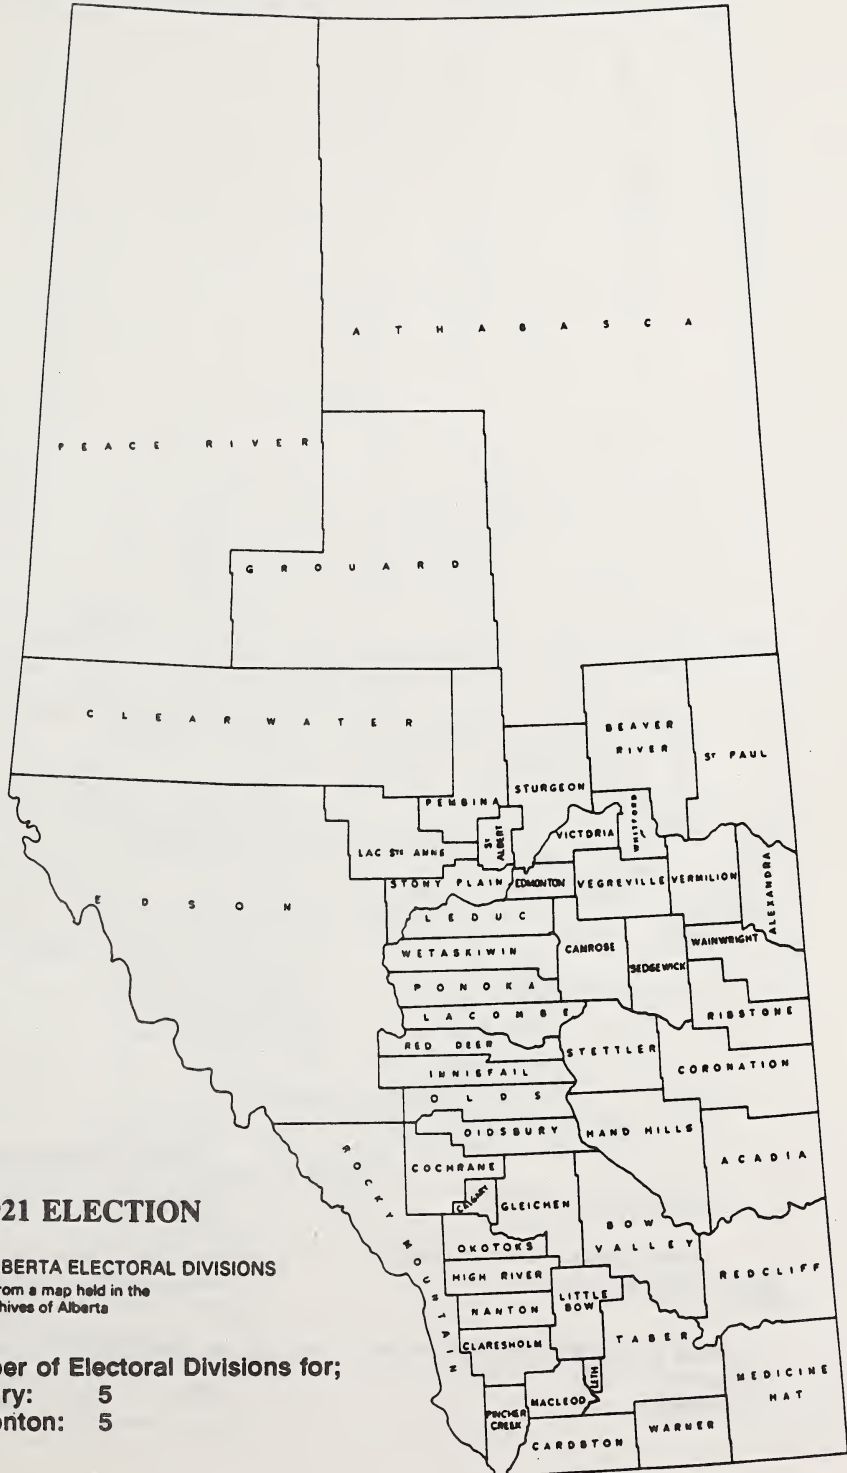 ATHABASCA
PEACE RIVER
GROUARD
CLEARWATER
BEAVER
RIVER
ST PAUL
STURGEON
PEMBINA
WHITFORD
VICTORIA
ST
ALBERT
LAC STE ANNE
STONY PLAIN
EDMONTON
VEGREVILLE
VERMILION
ALEXANDRA
EDSON
LEDUC
WAINWRIGHT
WETASKIWIN
CAMROSE
SEDGEWICK
PONOKA
LACOMBE
RIBSTONE
RED DEER
STETTLER
CORONATION
INNISFAIL
OLDS
DIDSBURY
HAND HILLS
ACADIA
COCHRANE
ROCKY MOUNTAIN
CALGARY
GLEICHEN
BOW
VALLEY
OKOTOKS
REDCLIFF
HIGH RIVER
LITTLE
BOW
NANTON
TABER
CLARESHOLM
LETH
MEDICINE
HAT
MACLEOD
PINCHER
CREEK
WARNER
CARDSTON
21 ELECTION
BERTA ELECTORAL DIVISIONS
rom a map held in the
hives of Alberta
ber of Electoral Divisions for;
ry: 5
onton: 5